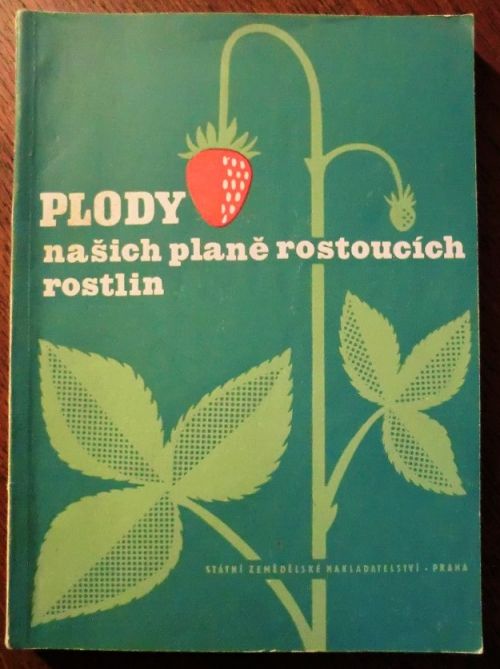 PLODY
našich planě rostoucích
rostlin
STÁTNÍ ZEMĚDĚLSKÉ NAKLADATELSTVÍ - PRAHA